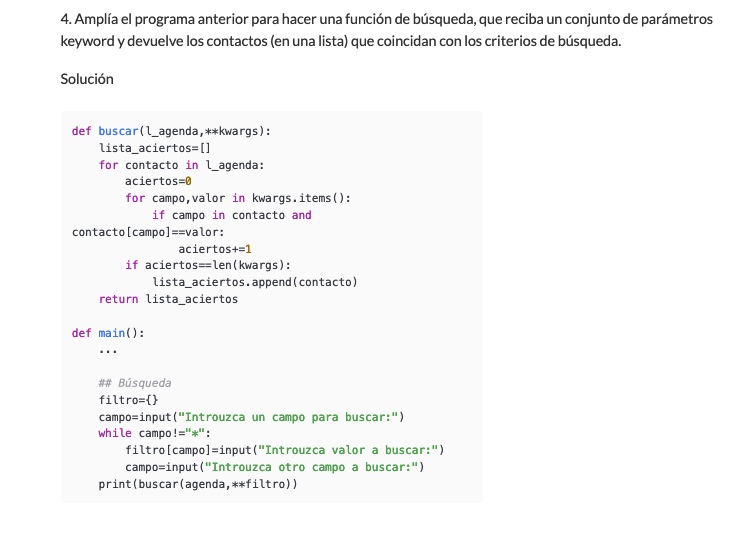 4. Amplía el programa anterior para hacer una función de búsqueda, que reciba un conjunto de parámetros
keyword y devuelve los contactos (en una lista) que coincidan con los criterios de búsqueda.
Solución
def buscar(l_agenda,**kwargs):
    lista_aciertos=[]
    for contacto in l_agenda:
        aciertos=0
        for campo,valor in kwargs.items():
            if campo in contacto and
contacto[campo]==valor:
                aciertos+=1
        if aciertos==len(kwargs):
            lista_aciertos.append(contacto)
    return lista_aciertos
def main():
    ...
    ## Búsqueda
    filtro={}
    campo=input("Introuzca un campo para buscar:")
    while campo!="*":
        filtro[campo]=input("Introuzca valor a buscar:")
        campo=input("Introuzca otro campo a buscar:")
    print(buscar(agenda,**filtro))